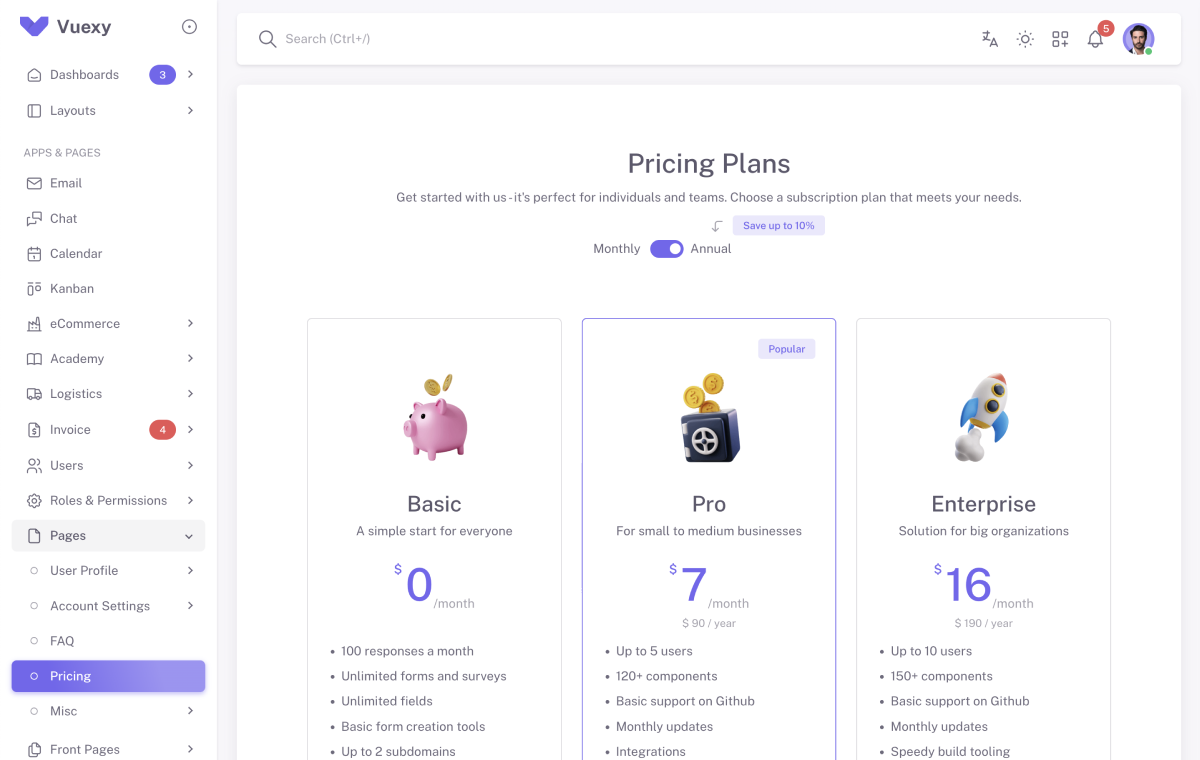 Vuexy
Dashboards 3
Layouts
APPS & PAGES
Email
Chat
Calendar
Kanban
eCommerce
Academy
Logistics
Invoice 4
Users
Roles & Permissions
Pages
User Profile
Account Settings
FAQ
Pricing
Misc
Front Pages
Search (Ctrl+/)
5
Pricing Plans
Get started with us - it's perfect for individuals and teams. Choose a subscription plan that meets your needs.
Save up to 10%
Monthly Annual
Basic
A simple start for everyone
$0/month
• 100 responses a month
• Unlimited forms and surveys
• Unlimited fields
• Basic form creation tools
• Up to 2 subdomains
Popular
Pro
For small to medium businesses
$7/month
$ 90 / year
• Up to 5 users
• 120+ components
• Basic support on Github
• Monthly updates
• Integrations
Enterprise
Solution for big organizations
$16/month
$ 190 / year
• Up to 10 users
• 150+ components
• Basic support on Github
• Monthly updates
• Speedy build tooling